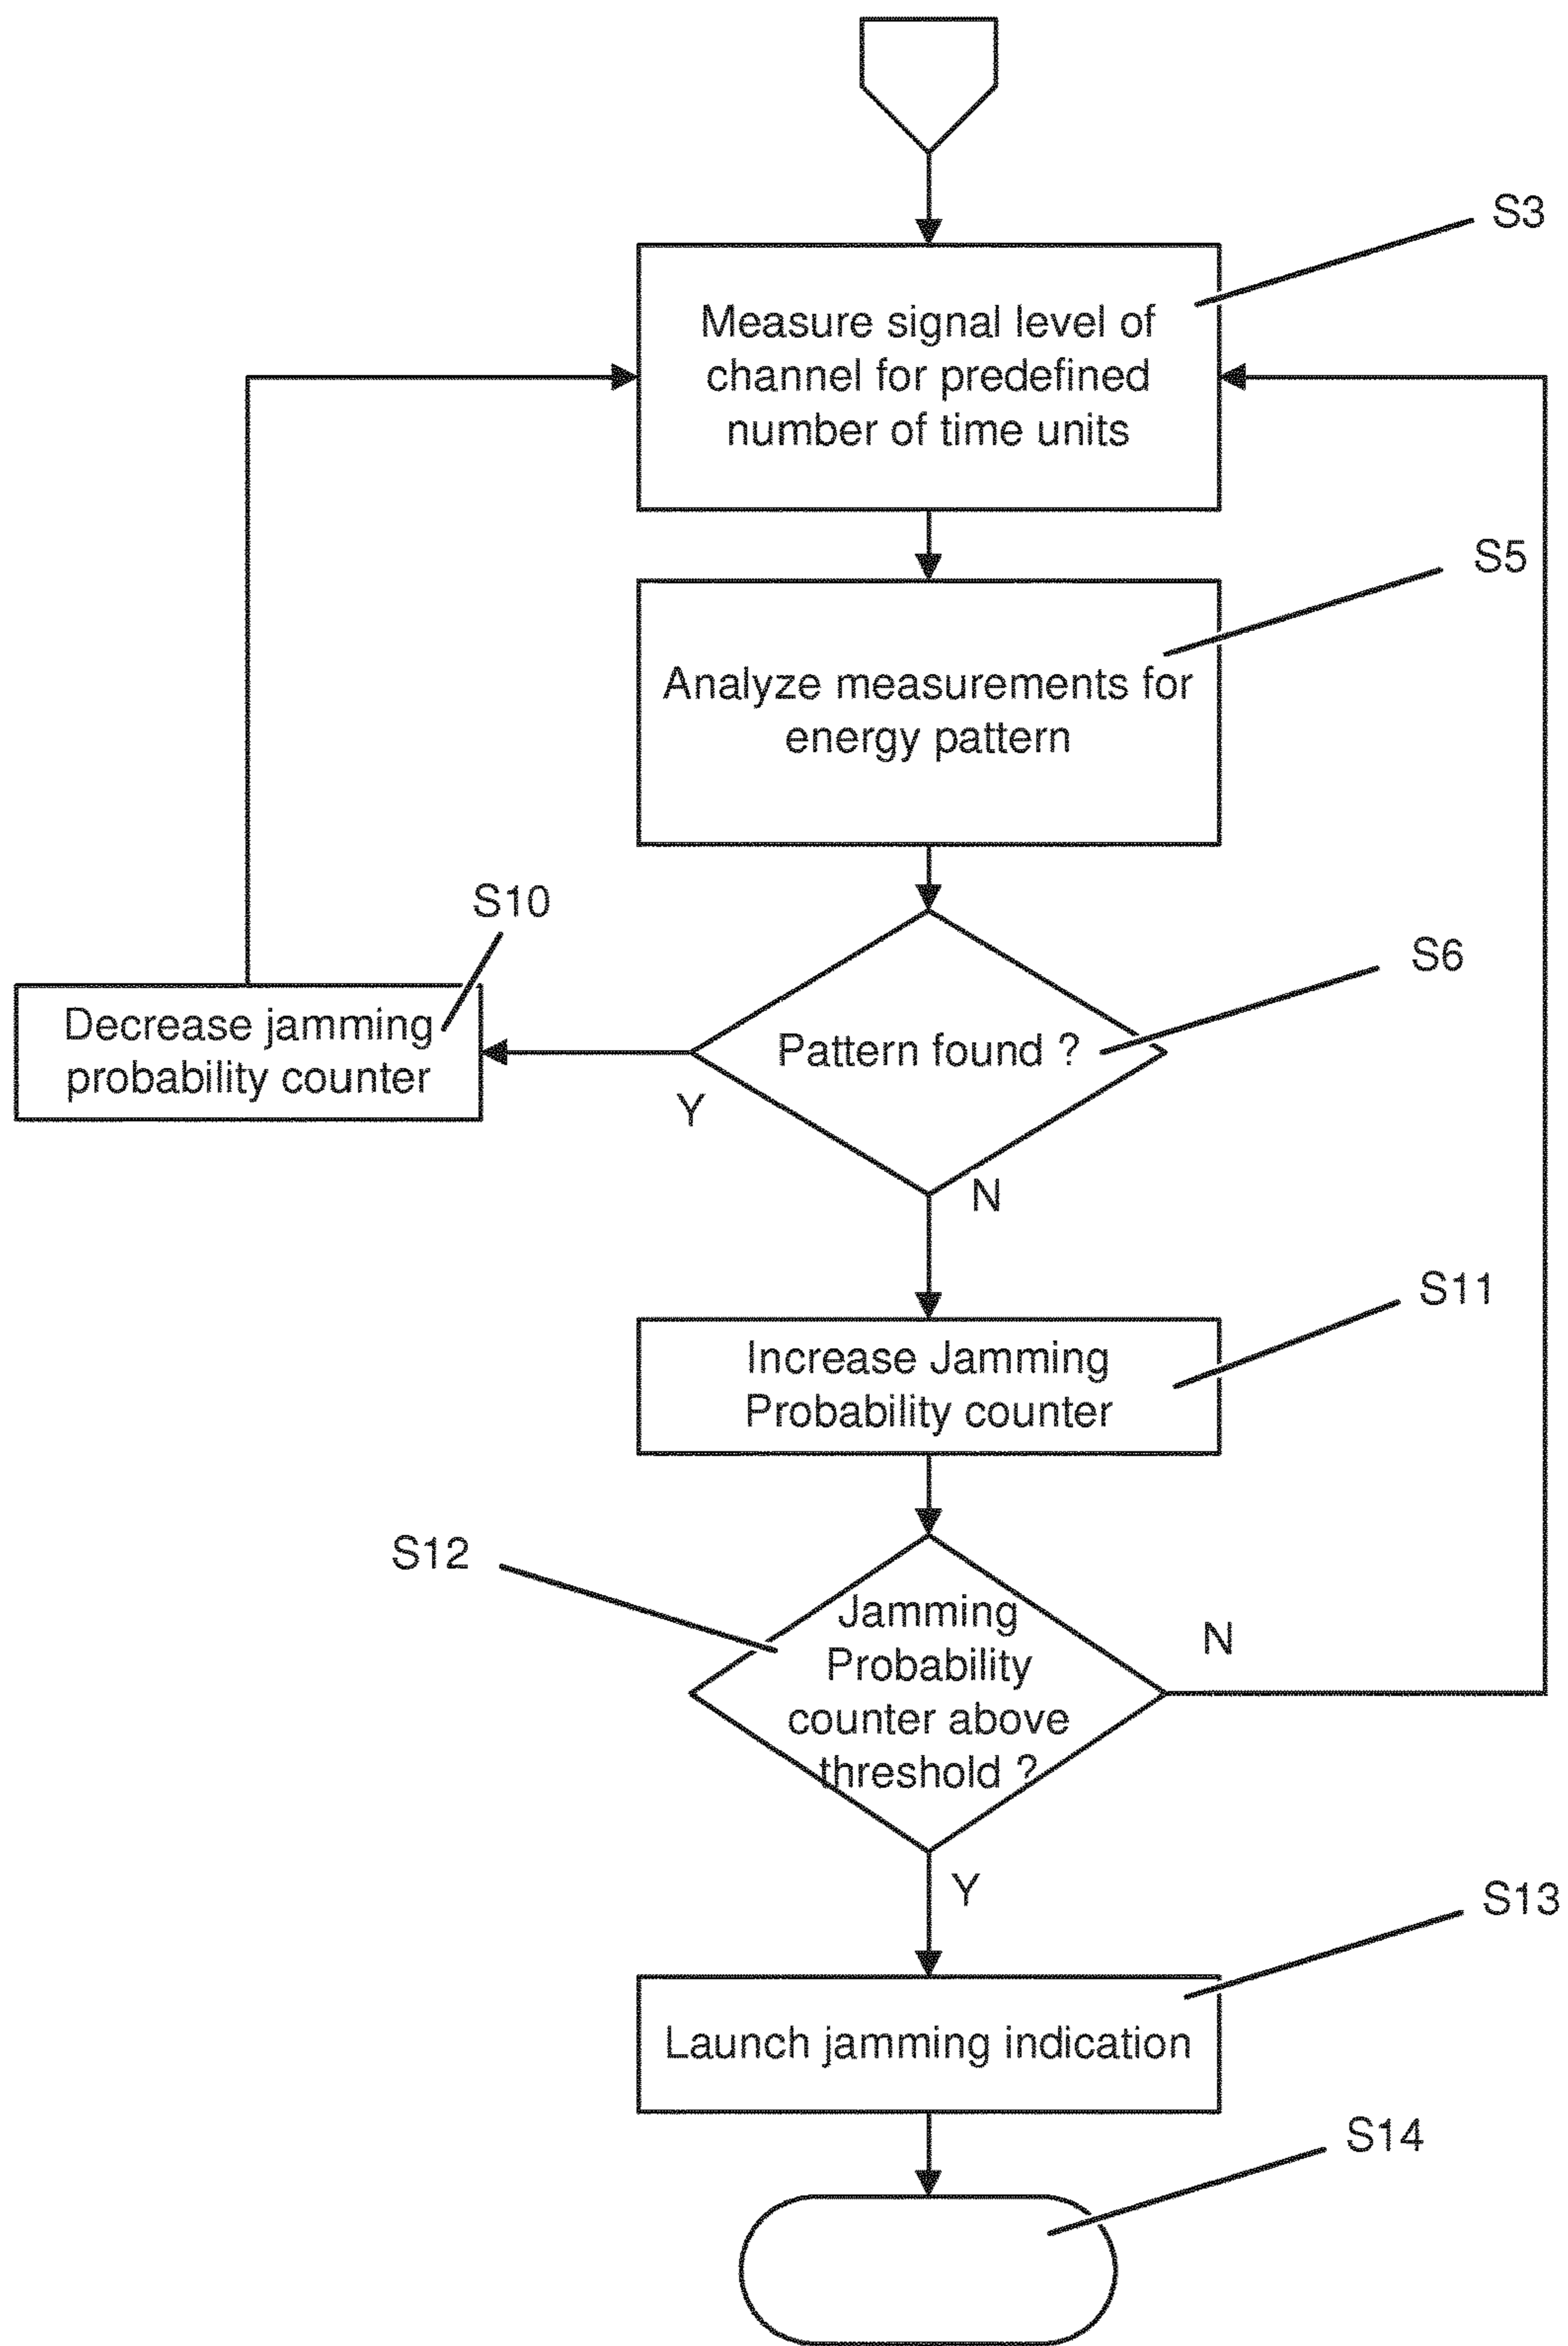 S3
Measure signal level of
channel for predefined
number of time units
S5
Analyze measurements for
energy pattern
S10
Decrease jamming
probability counter
S6
Pattern found ?
Y
N
S11
Increase Jamming
Probability counter
S12
Jamming
Probability
counter above
threshold ?
N
Y
S13
Launch jamming indication
S14